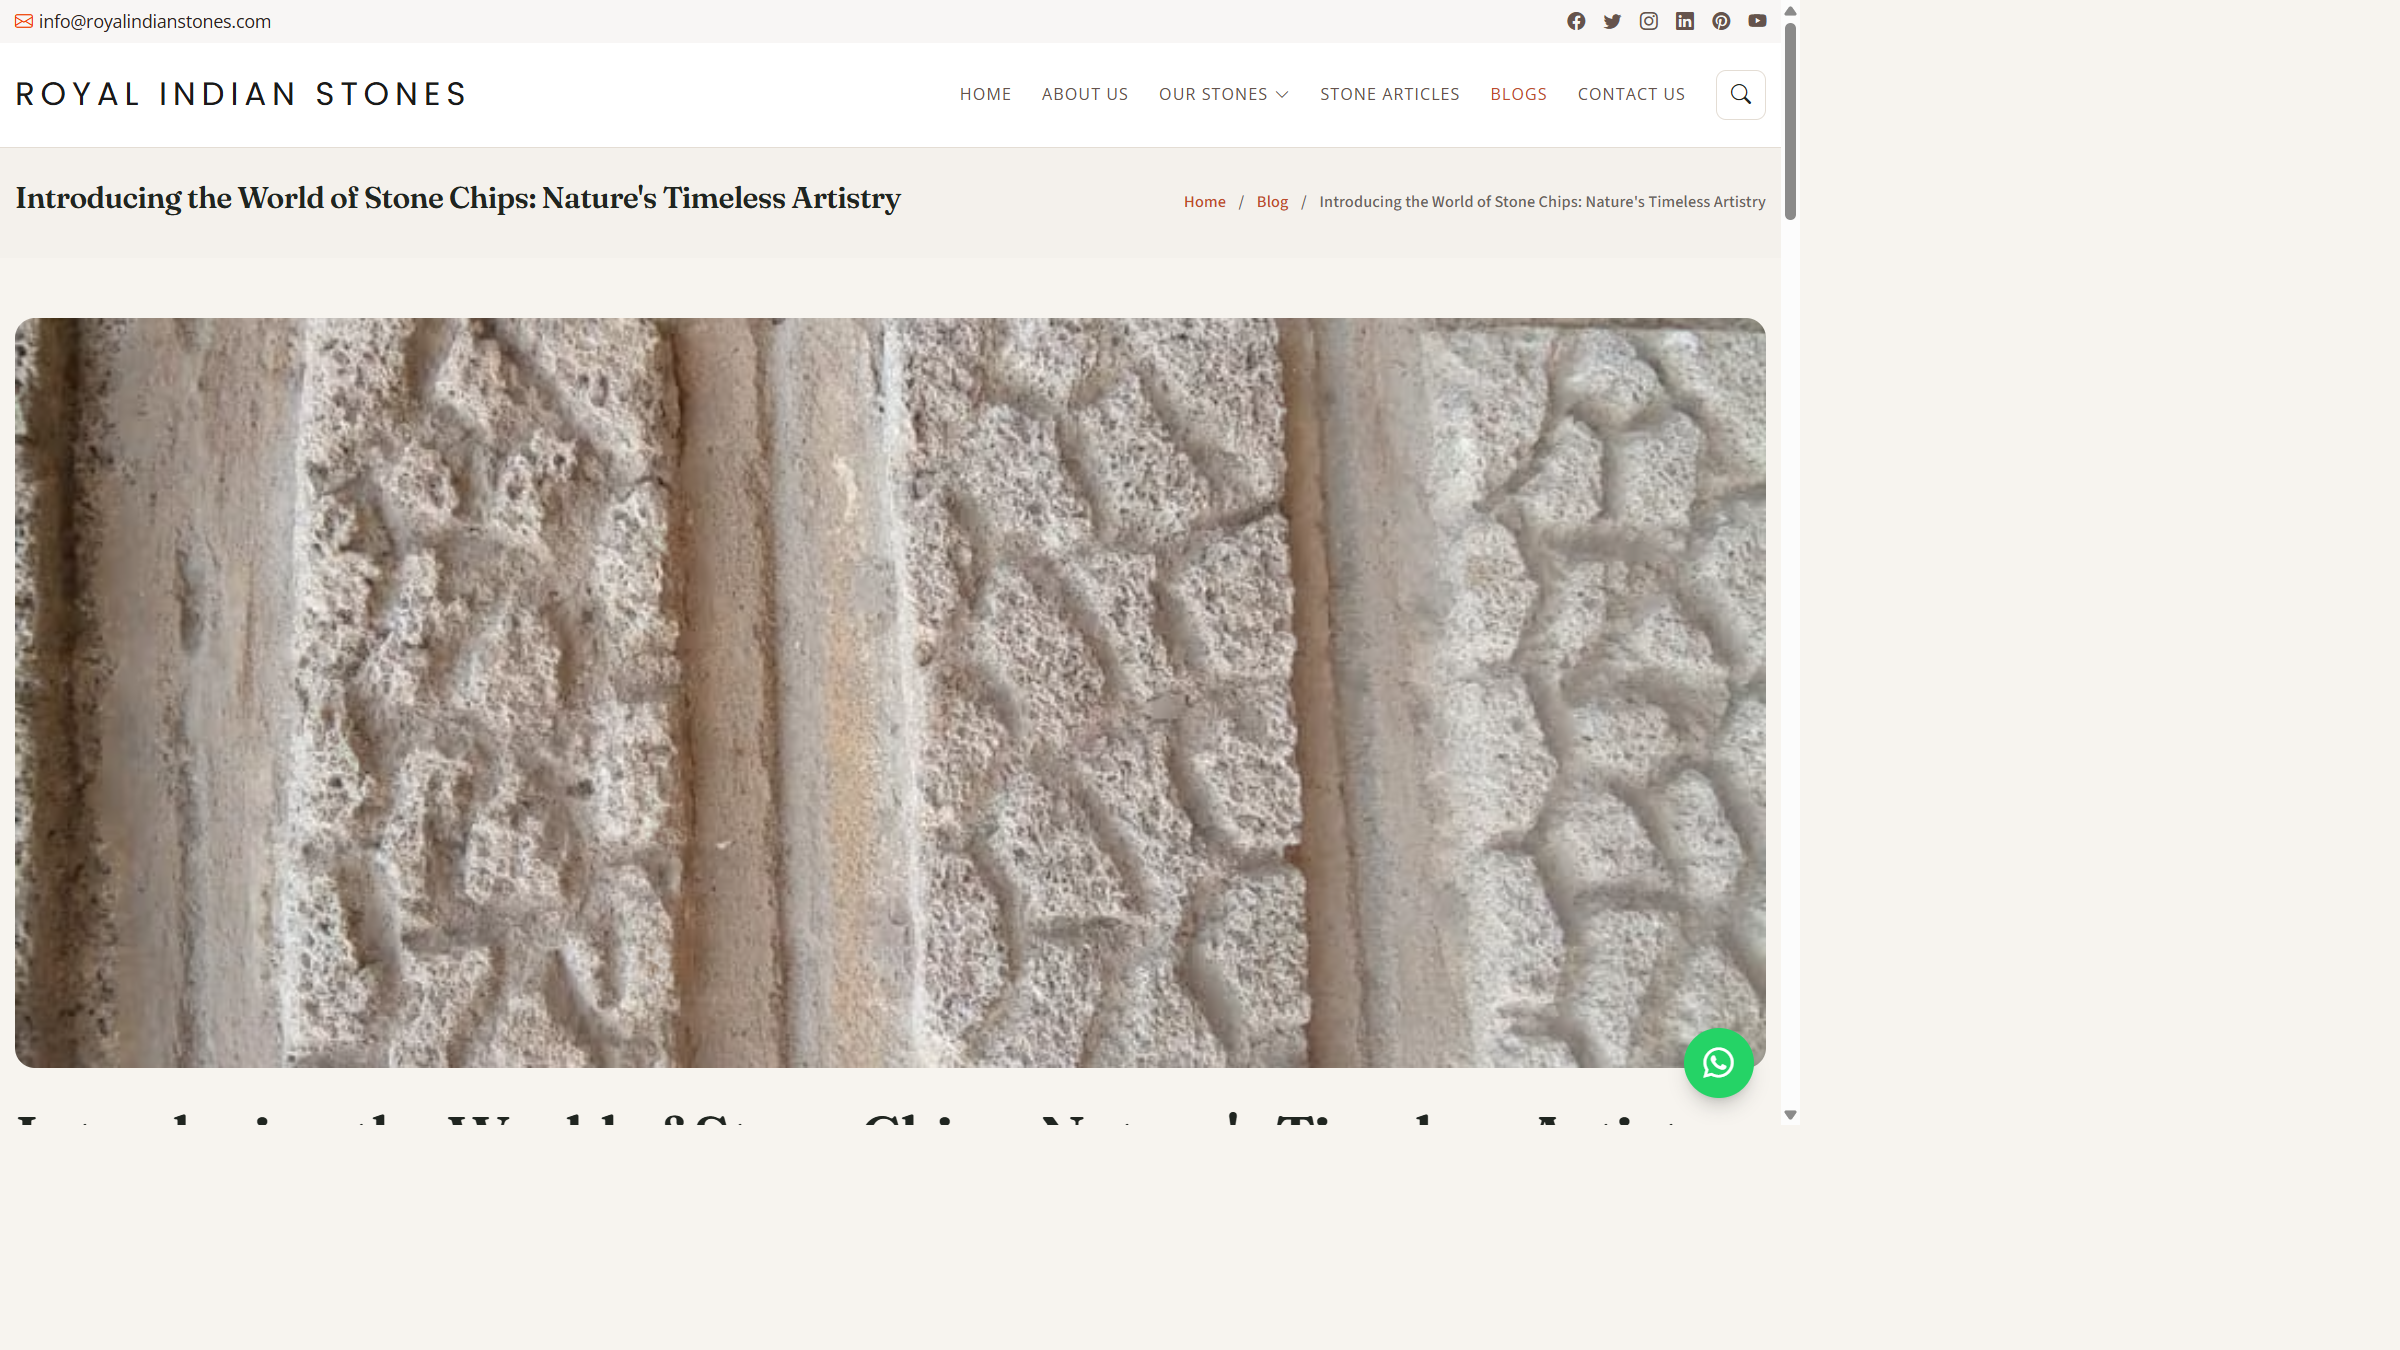 info@royalindianstones.com
ROYAL INDIAN STONES
HOME
ABOUT US
OUR STONES
STONE ARTICLES
BLOGS
CONTACT US
Introducing the World of Stone Chips: Nature's Timeless Artistry
Home / Blog / Introducing the World of Stone Chips: Nature's Timeless Artistry